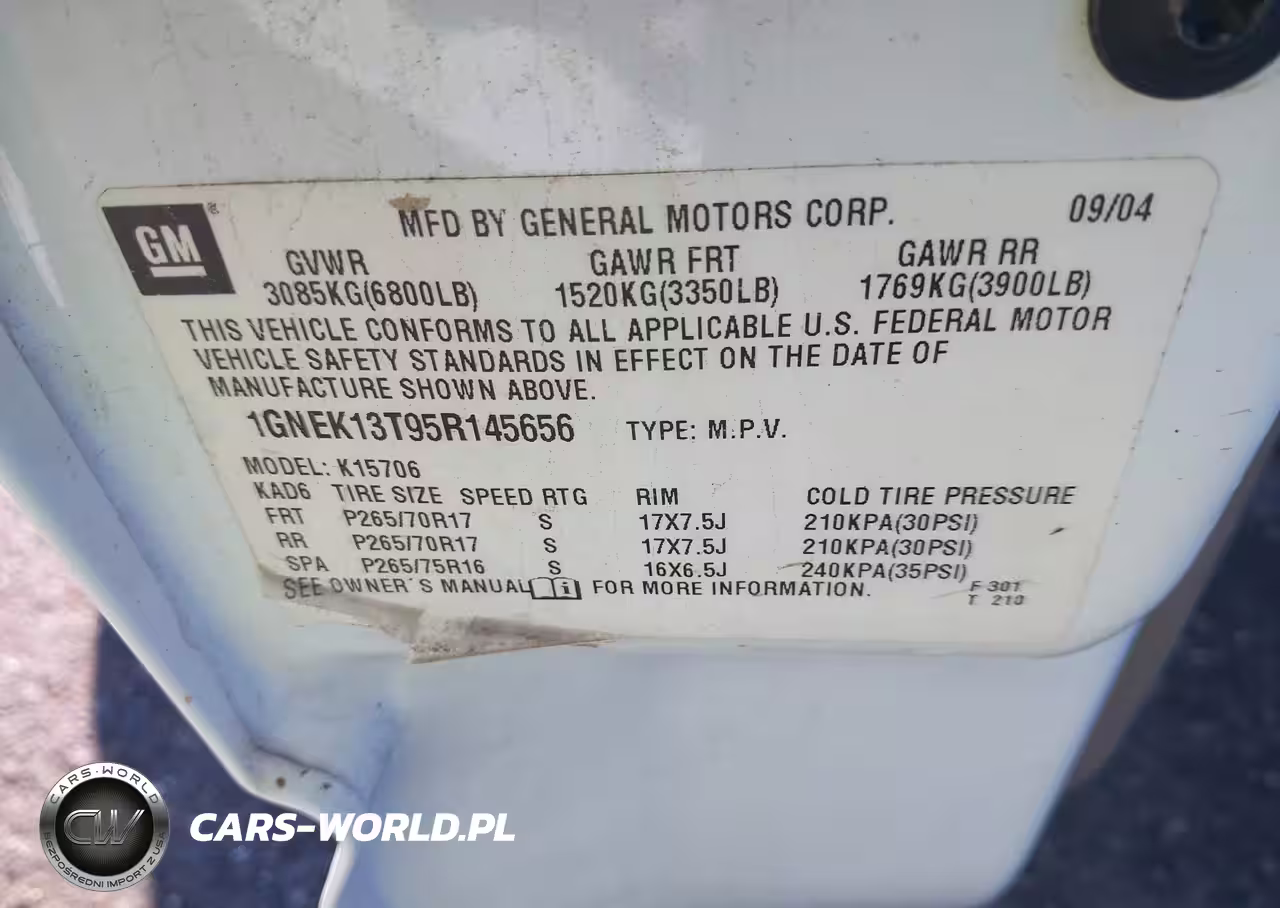 GM®
MFD BY GENERAL MOTORS CORP. 09/04
GVWR GAWR FRT GAWR RR
3085KG(6800LB) 1520KG(3350LB) 1769KG(3900LB)
THIS VEHICLE CONFORMS TO ALL APPLICABLE U.S. FEDERAL MOTOR
VEHICLE SAFETY STANDARDS IN EFFECT ON THE DATE OF
MANUFACTURE SHOWN ABOVE.
1GNEK13T95R145656 TYPE: M.P.V.
MODEL: K15706
KAD6 TIRE SIZE SPEED RTG RIM COLD TIRE PRESSURE
FRT P265/70R17 S 17X7.5J 210KPA(30PSI)
RR P265/70R17 S 17X7.5J 210KPA(30PSI)
SPA P265/75R16 S 16X6.5J 240KPA(35PSI)
SEE OWNER'S MANUAL i FOR MORE INFORMATION.
F 301
T 210
CARS-WORLD
CW
BEZPOŚREDNI IMPORT Z USA
CARS-WORLD.PL